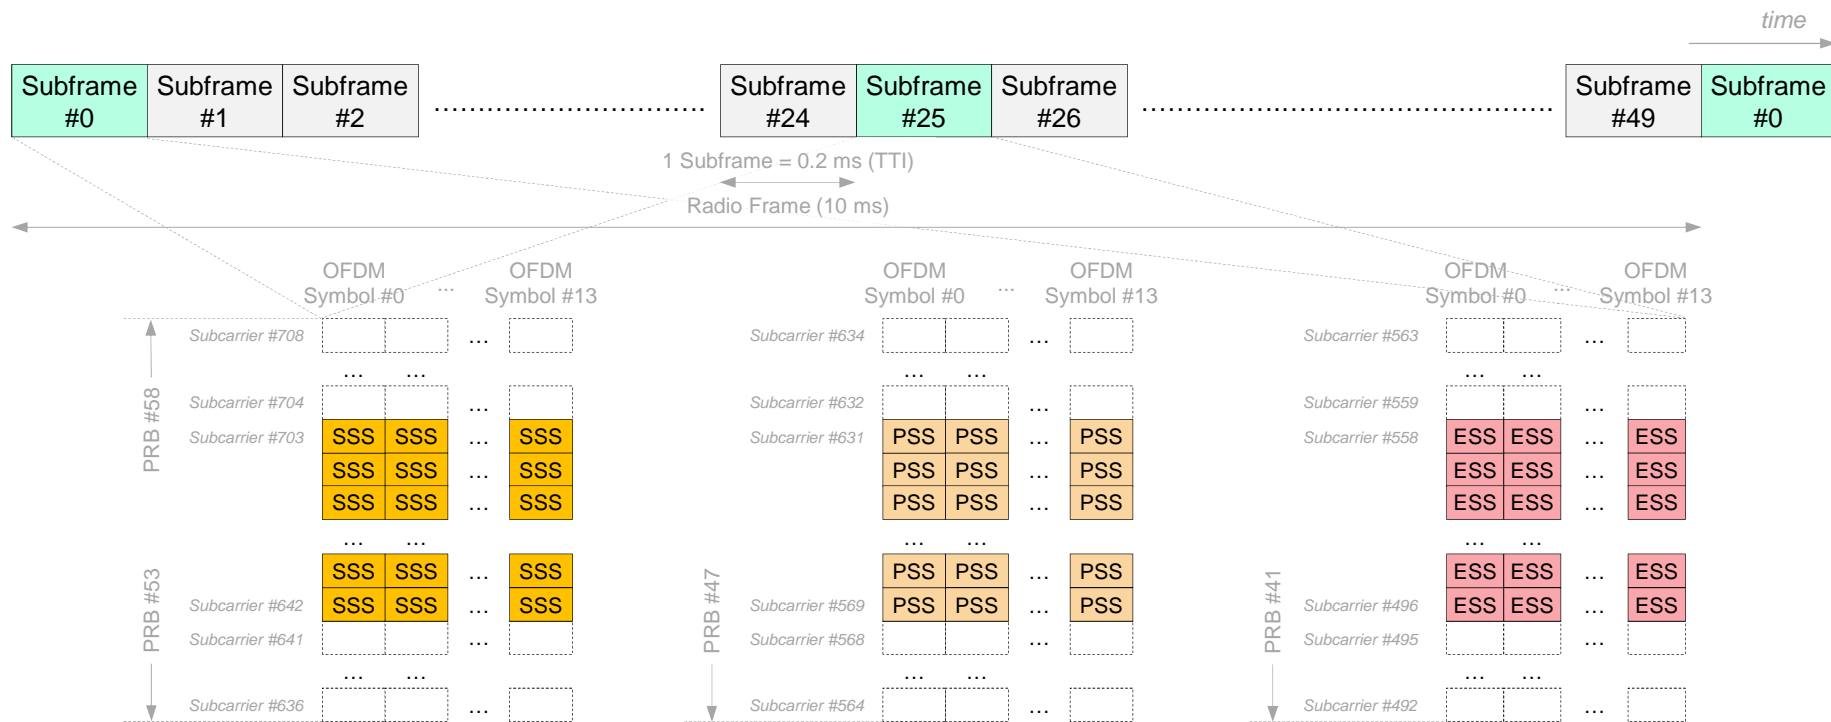 time
Subframe #0
Subframe #1
Subframe #2
..............................
Subframe #24
Subframe #25
Subframe #26
..............................................
Subframe #49
Subframe #0
1 Subframe = 0.2 ms (TTI)
Radio Frame (10 ms)
OFDM Symbol #0
...
OFDM Symbol #13
OFDM Symbol #0
...
OFDM Symbol #13
OFDM Symbol #0
...
OFDM Symbol #13
PRB #58
PRB #53
Subcarrier #708 ...
... ...
Subcarrier #704 ...
Subcarrier #703 SSS SSS ... SSS
SSS SSS ... SSS
SSS SSS ... SSS
... ...
SSS SSS ... SSS
Subcarrier #642 SSS SSS ... SSS
Subcarrier #641 ...
... ...
Subcarrier #636 ...
PRB #47
Subcarrier #634 ...
... ...
Subcarrier #632 ...
Subcarrier #631 PSS PSS ... PSS
PSS PSS ... PSS
PSS PSS ... PSS
... ...
PSS PSS ... PSS
Subcarrier #569 PSS PSS ... PSS
Subcarrier #568 ...
... ...
Subcarrier #564 ...
PRB #41
Subcarrier #563 ...
... ...
Subcarrier #559 ...
Subcarrier #558 ESS ESS ... ESS
ESS ESS ... ESS
ESS ESS ... ESS
... ...
ESS ESS ... ESS
Subcarrier #496 ESS ESS ... ESS
Subcarrier #495 ...
... ...
Subcarrier #492 ...